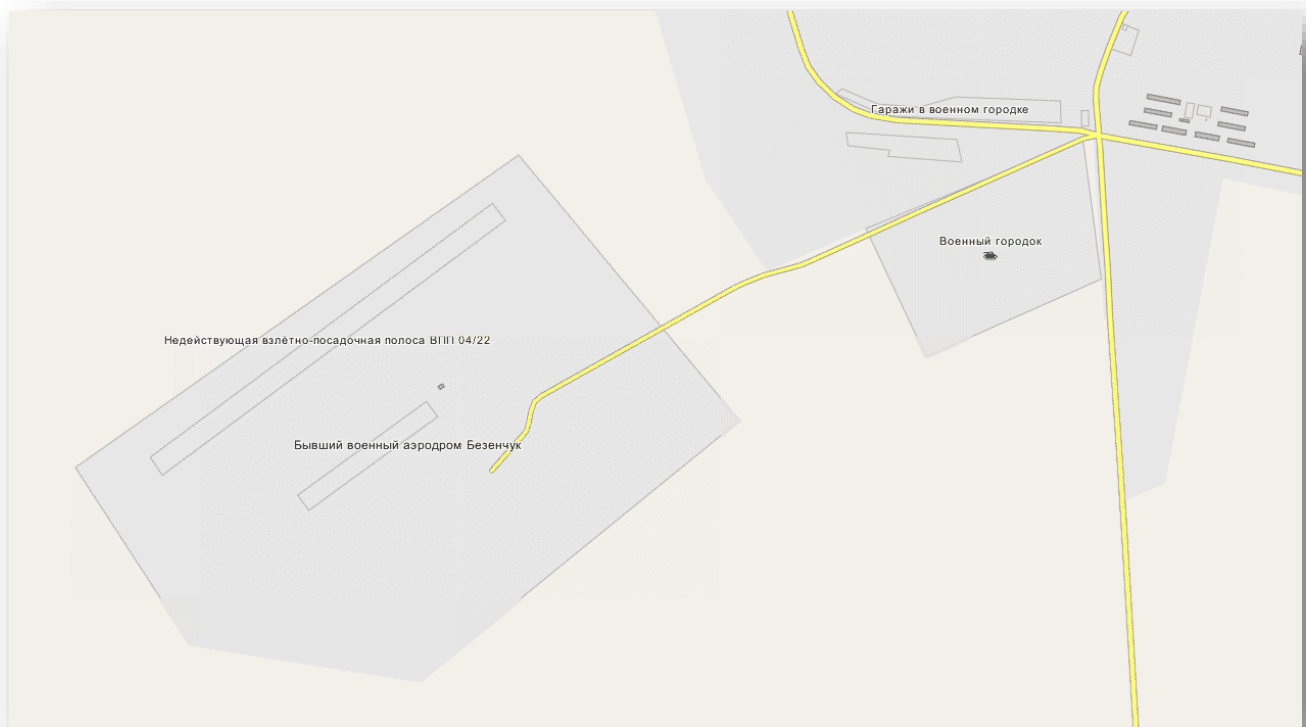 Гаражи в военном городке
Военный городок
Недействующая взлётно-посадочная полоса ВПП 04/22
Бывший военный аэродром Безенчук